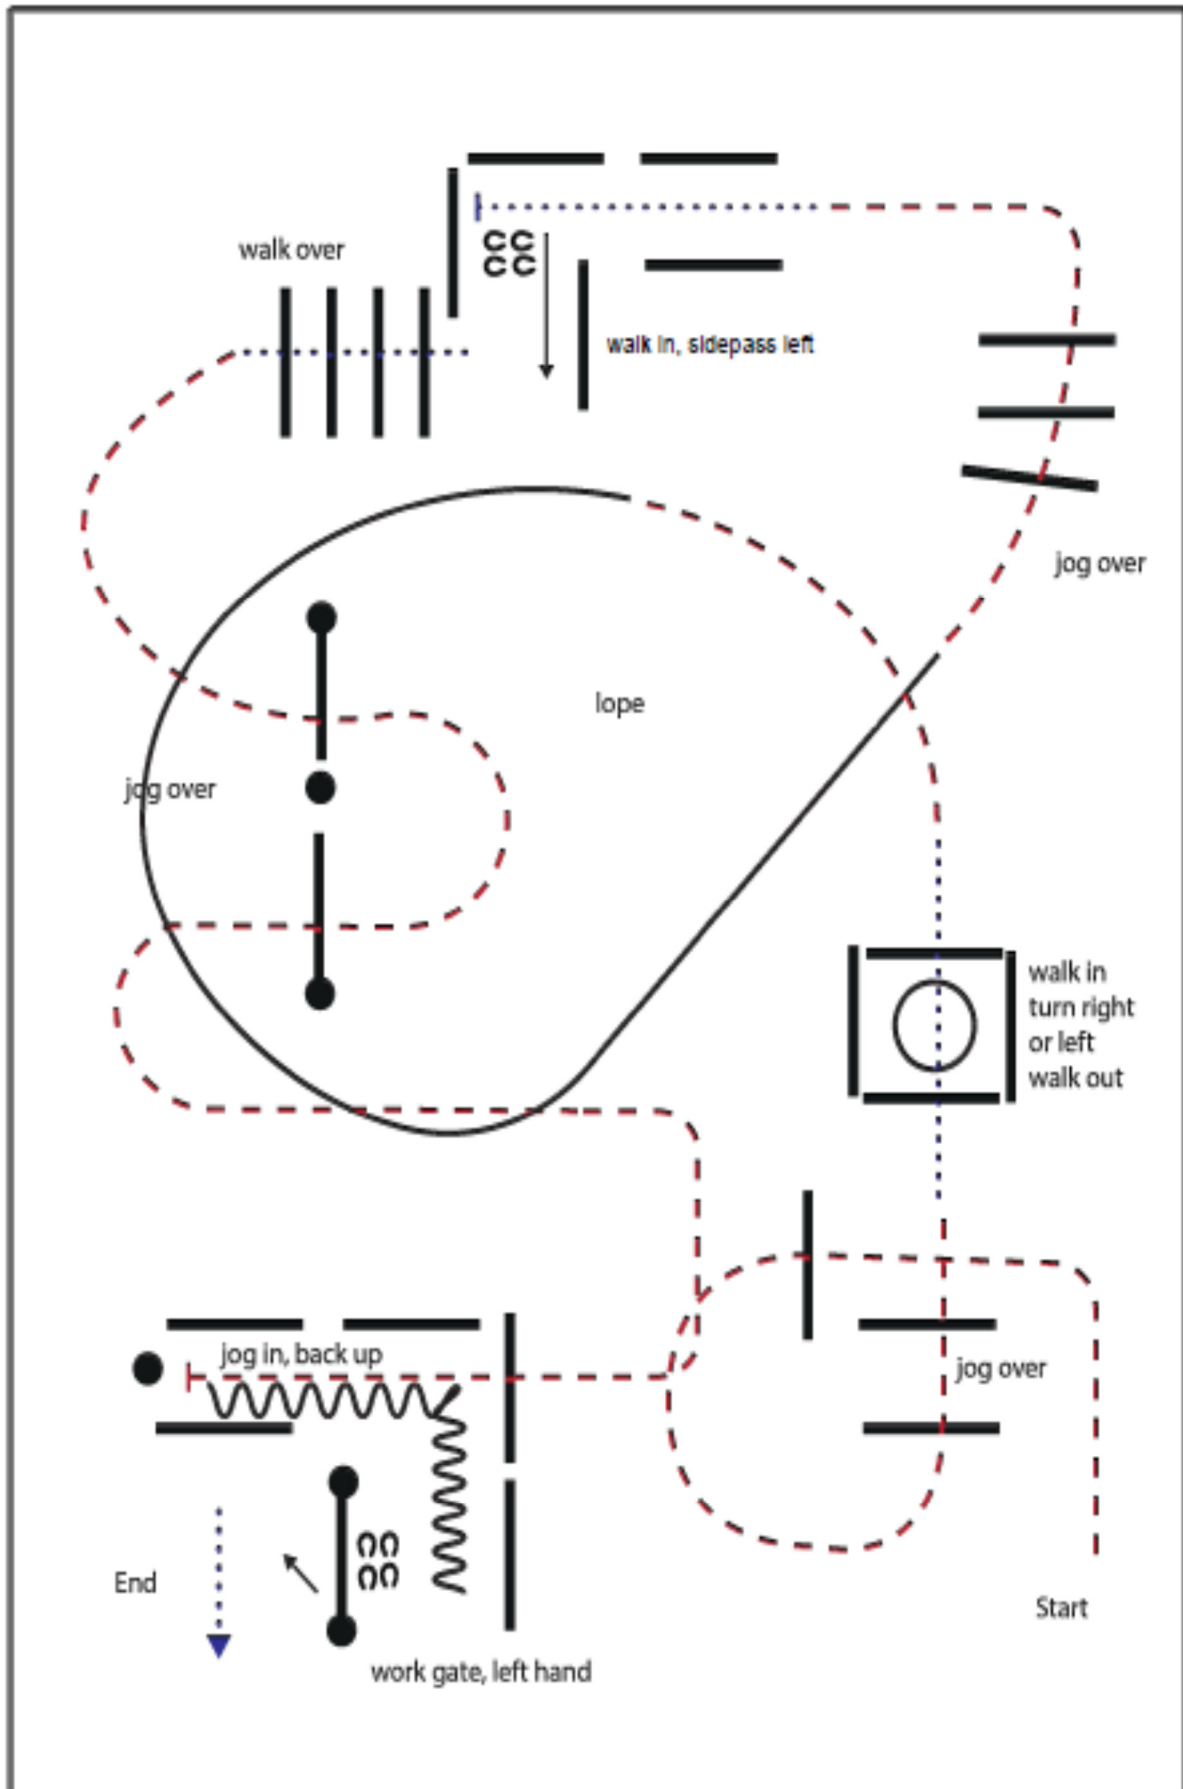 walk over
walk in, sidepass left
jog over
lope
jog over
walk in
turn right
or left
walk out
jog in, back up
jog over
End
Start
work gate, left hand